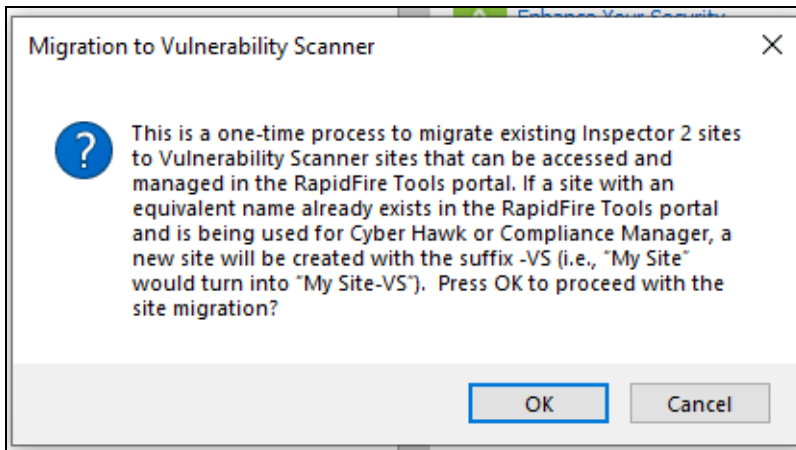 Enhance Your Security
Migration to Vulnerability Scanner
This is a one-time process to migrate existing Inspector 2 sites
to Vulnerability Scanner sites that can be accessed and
managed in the RapidFire Tools portal. If a site with an
equivalent name already exists in the RapidFire Tools portal
and is being used for Cyber Hawk or Compliance Manager, a
new site will be created with the suffix -VS (i.e., "My Site"
would turn into "My Site-VS").  Press OK to proceed with the
site migration?
OK
Cancel